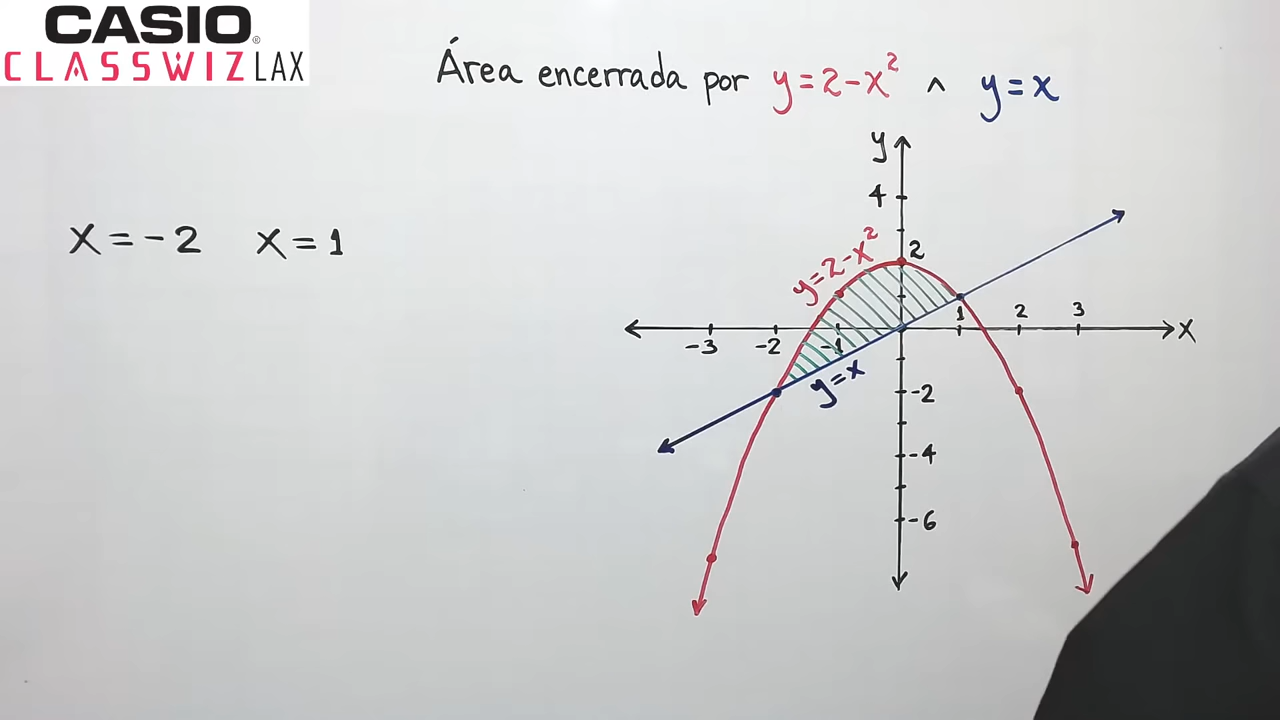 CASIO®
CLASSWIZ LAX
Área encerrada por y=2-x² ^ y=x
x=-2 x=1
y
4
2
y=2-x²
1 2 3
-3 -2 -1
x
y=x
-2
-4
-6